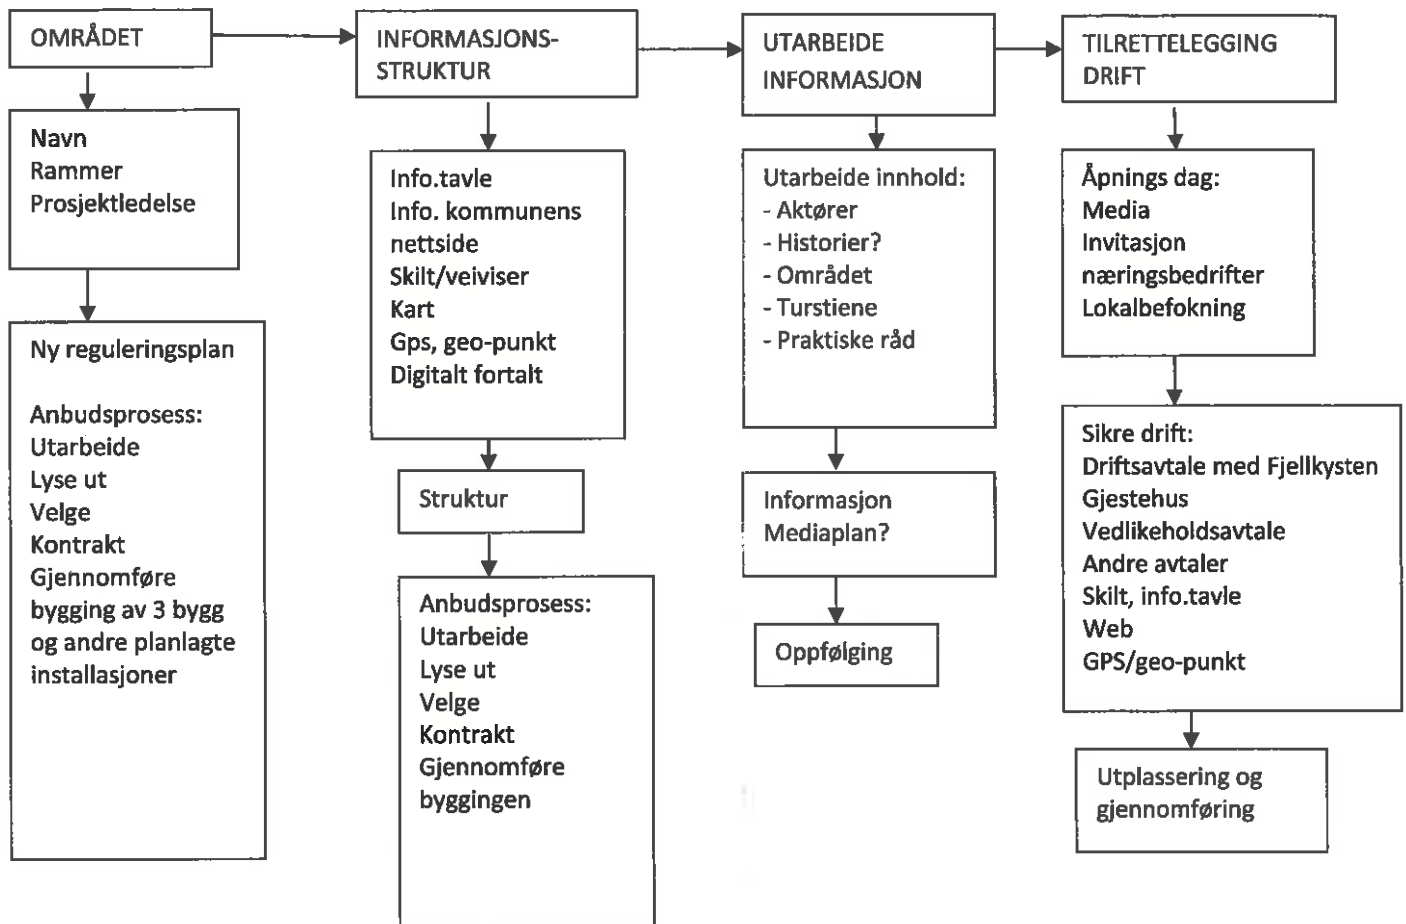 OMRÅDET
Navn
Rammer
Prosjektledelse
Ny reguleringsplan
Anbudsprosess:
Utarbeide
Lyse ut
Velge
Kontrakt
Gjennomføre
bygging av 3 bygg
og andre planlagte
installasjoner
INFORMASJONS-
STRUKTUR
Info.tavle
Info. kommunens
nettside
Skilt/veiviser
Kart
Gps, geo-punkt
Digitalt fortalt
Struktur
Anbudsprosess:
Utarbeide
Lyse ut
Velge
Kontrakt
Gjennomføre
byggingen
UTARBEIDE
INFORMASJON
Utarbeide innhold:
- Aktører
- Historier?
- Området
- Turstiene
- Praktiske råd
Informasjon
Mediaplan?
Oppfølging
TILRETTELEGGING
DRIFT
Åpnings dag:
Media
Invitasjon
næringsbedrifter
Lokalbefokning
Sikre drift:
Driftsavtale med Fjellkysten
Gjestehus
Vedlikeholdsavtale
Andre avtaler
Skilt, info.tavle
Web
GPS/geo-punkt
Utplassering og
gjennomføring